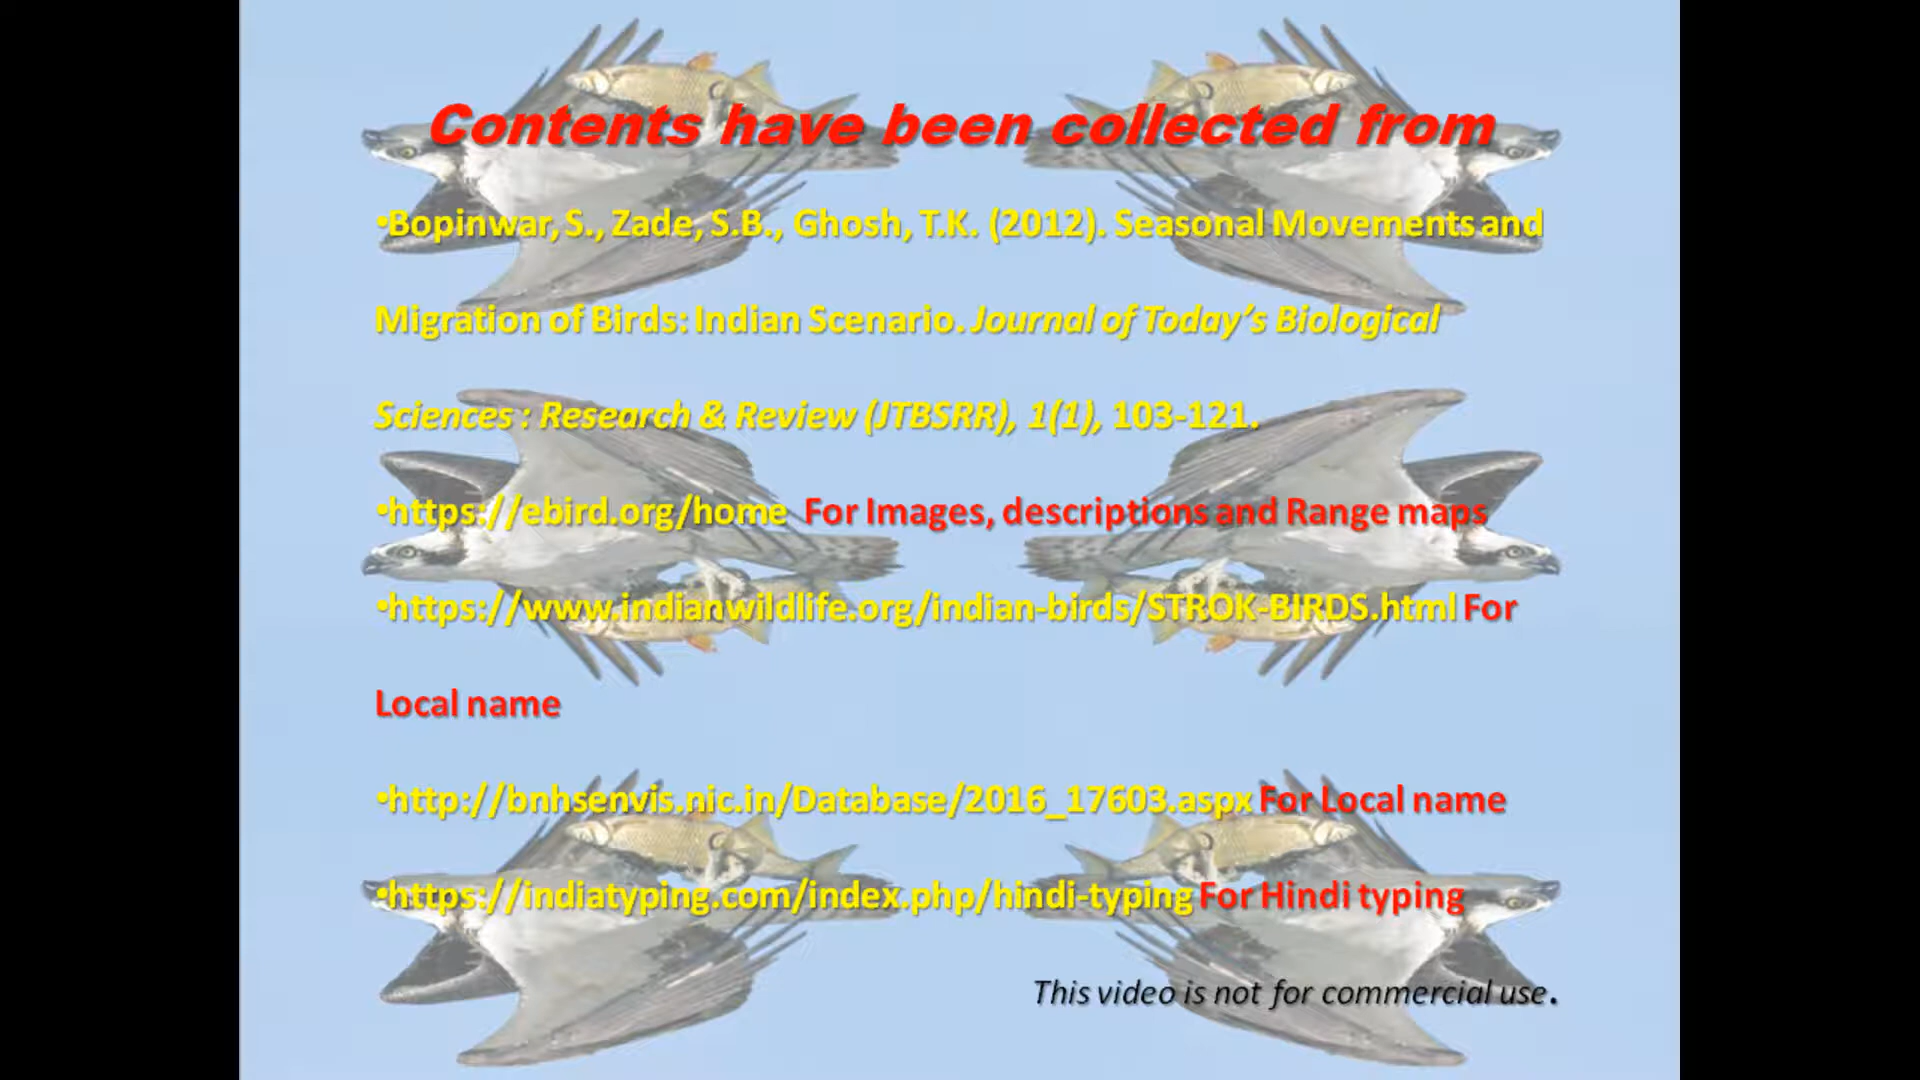 Contents have been collected from
•Bopinwar, S., Zade, S.B., Ghosh, T.K. (2012). Seasonal Movements and
Migration of Birds: Indian Scenario. Journal of Today’s Biological
Sciences : Research & Review (JTBSRR), 1(1), 103-121.
•https://ebird.org/home For Images, descriptions and Range maps
•https://www.indianwildlife.org/indian-birds/STROK-BIRDS.html For
Local name
•http://bnhsenvis.nic.in/Database/2016_17603.aspx For Local name
•https://indiatyping.com/index.php/hindi-typing For Hindi typing
This video is not for commercial use.